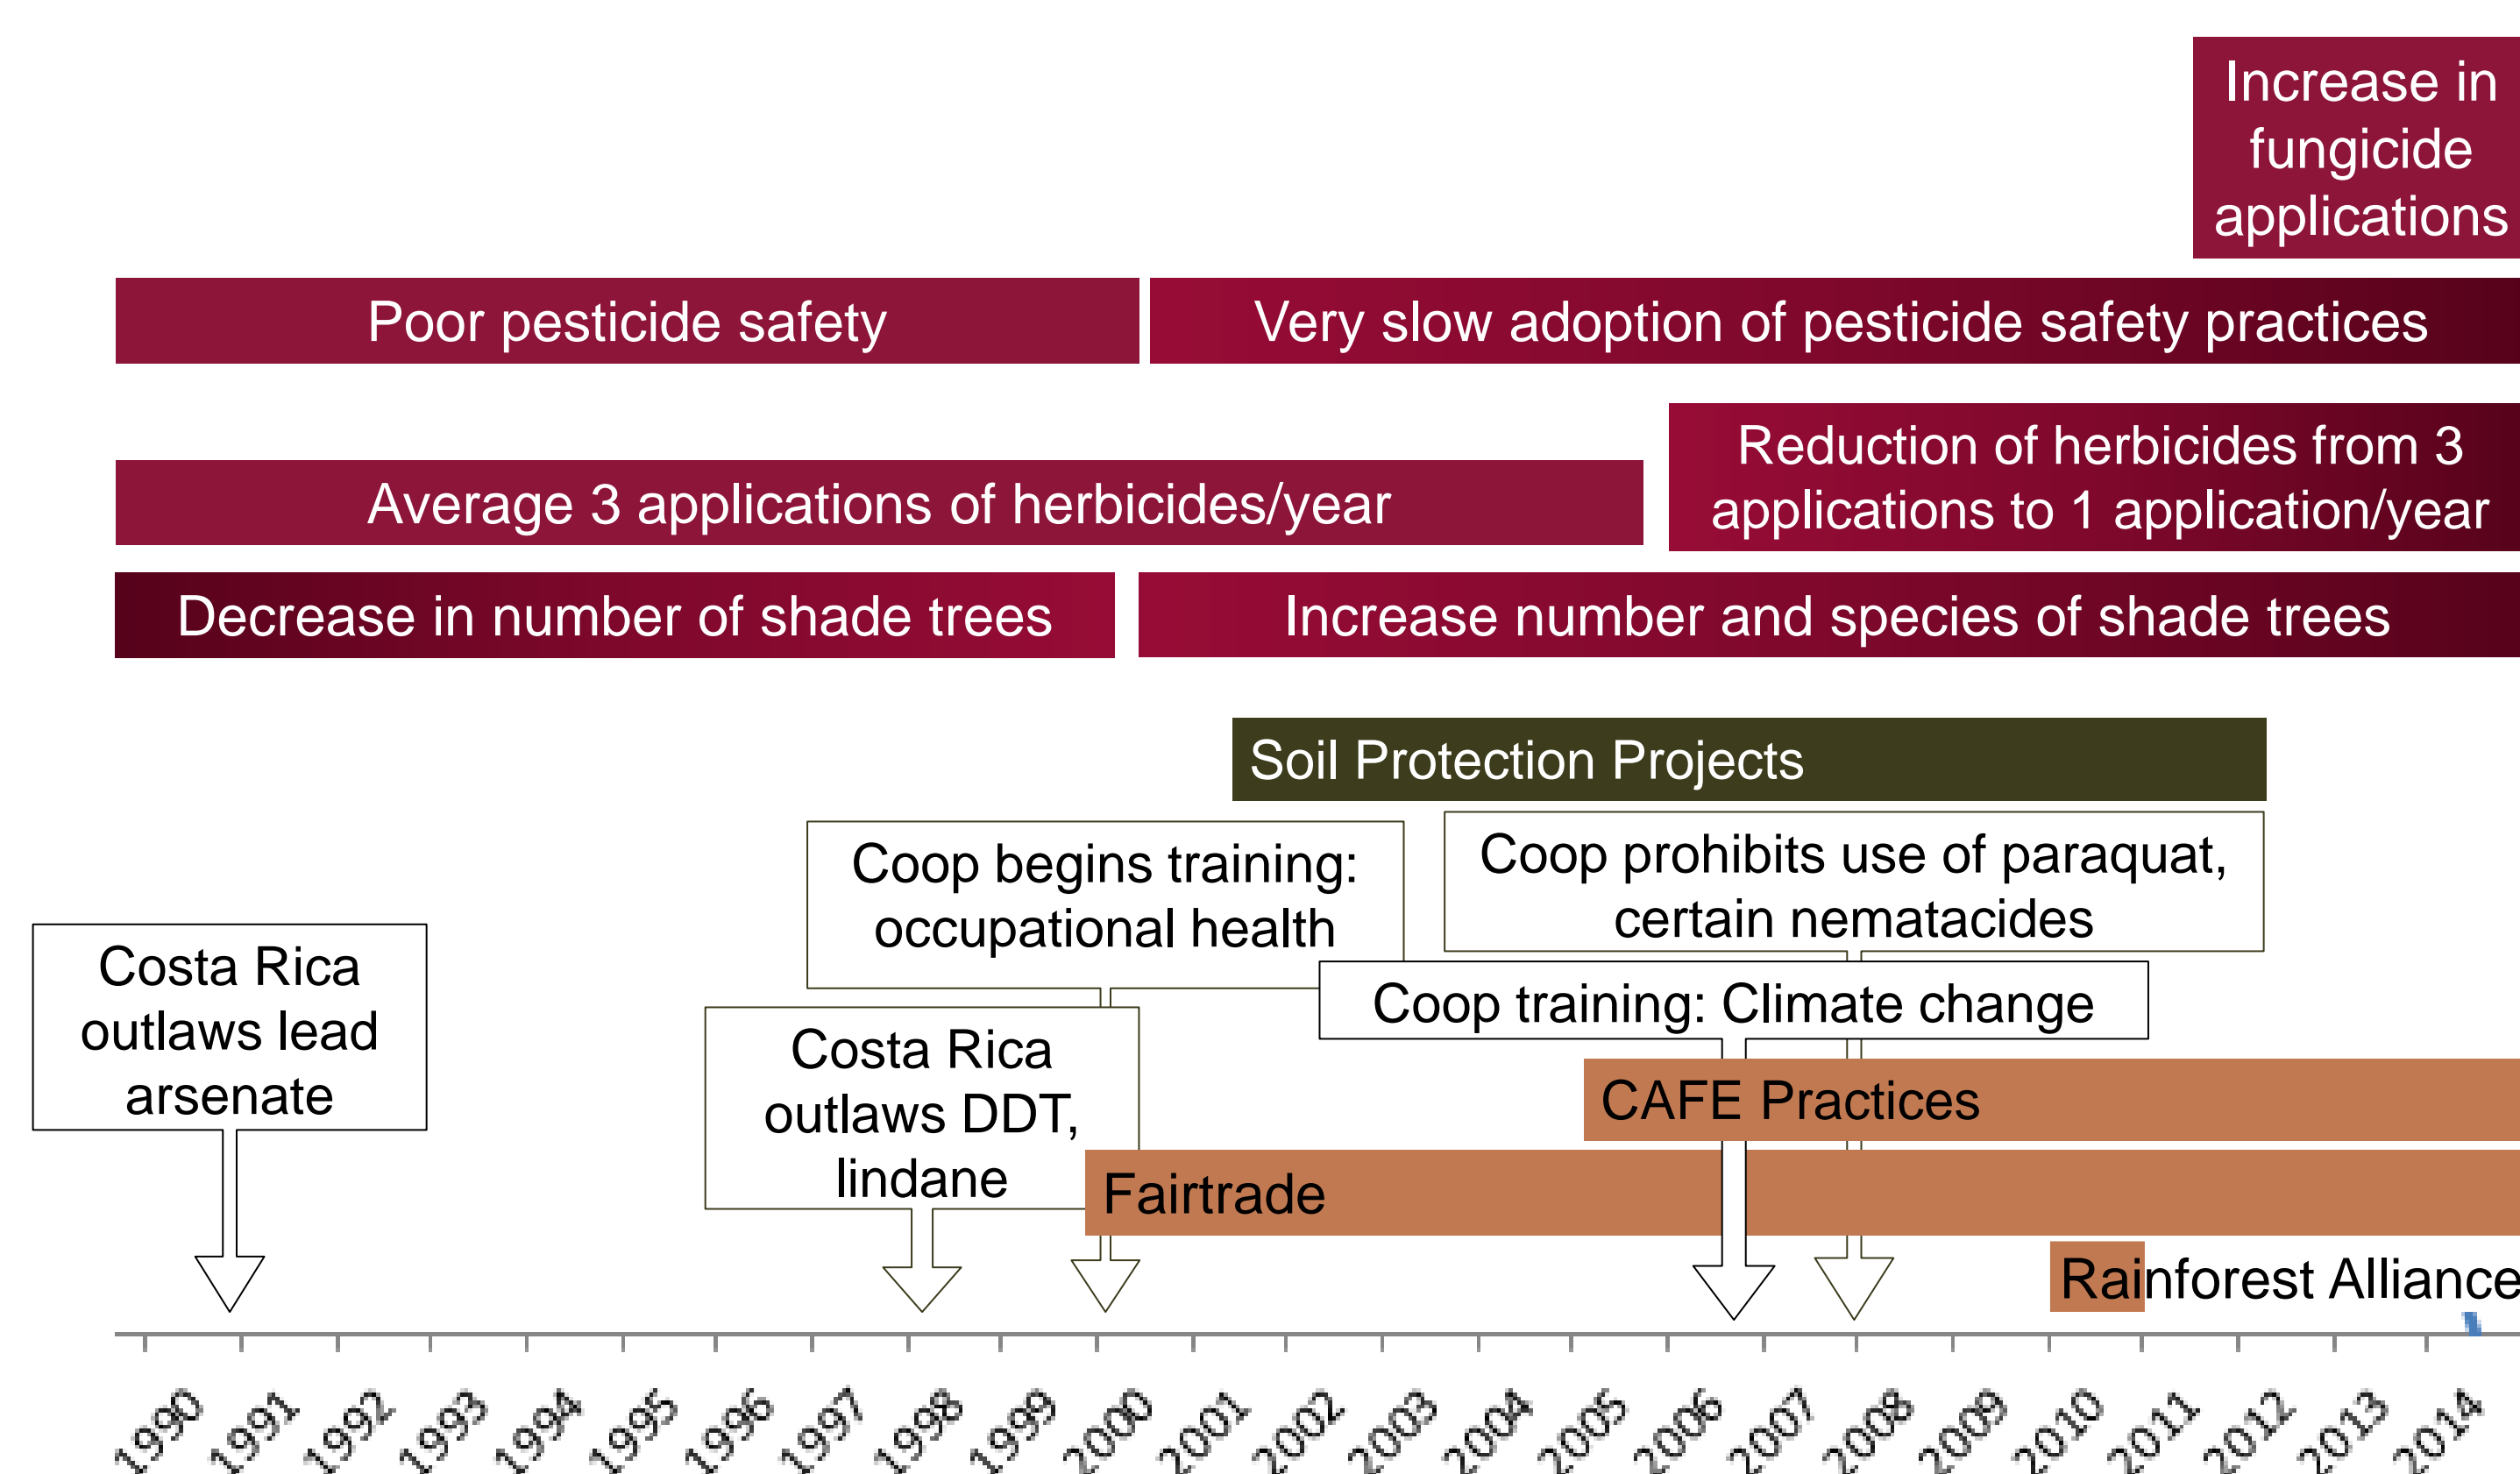 Increase in
fungicide
applications
Poor pesticide safety
Very slow adoption of pesticide safety practices
Reduction of herbicides from 3
applications to 1 application/year
Average 3 applications of herbicides/year
Decrease in number of shade trees
Increase number and species of shade trees
Soil Protection Projects
Coop begins training:
occupational health
Coop prohibits use of paraquat,
certain nematacides
Costa Rica
outlaws lead
arsenate
Coop training: Climate change
Costa Rica
outlaws DDT,
lindane
CAFE Practices
Fairtrade
Rainforest Alliance
1990
1991
1992
1993
1994
1995
1996
1997
1998
1999
2000
2001
2002
2003
2004
2005
2006
2007
2008
2009
2010
2011
2012
2013
2014